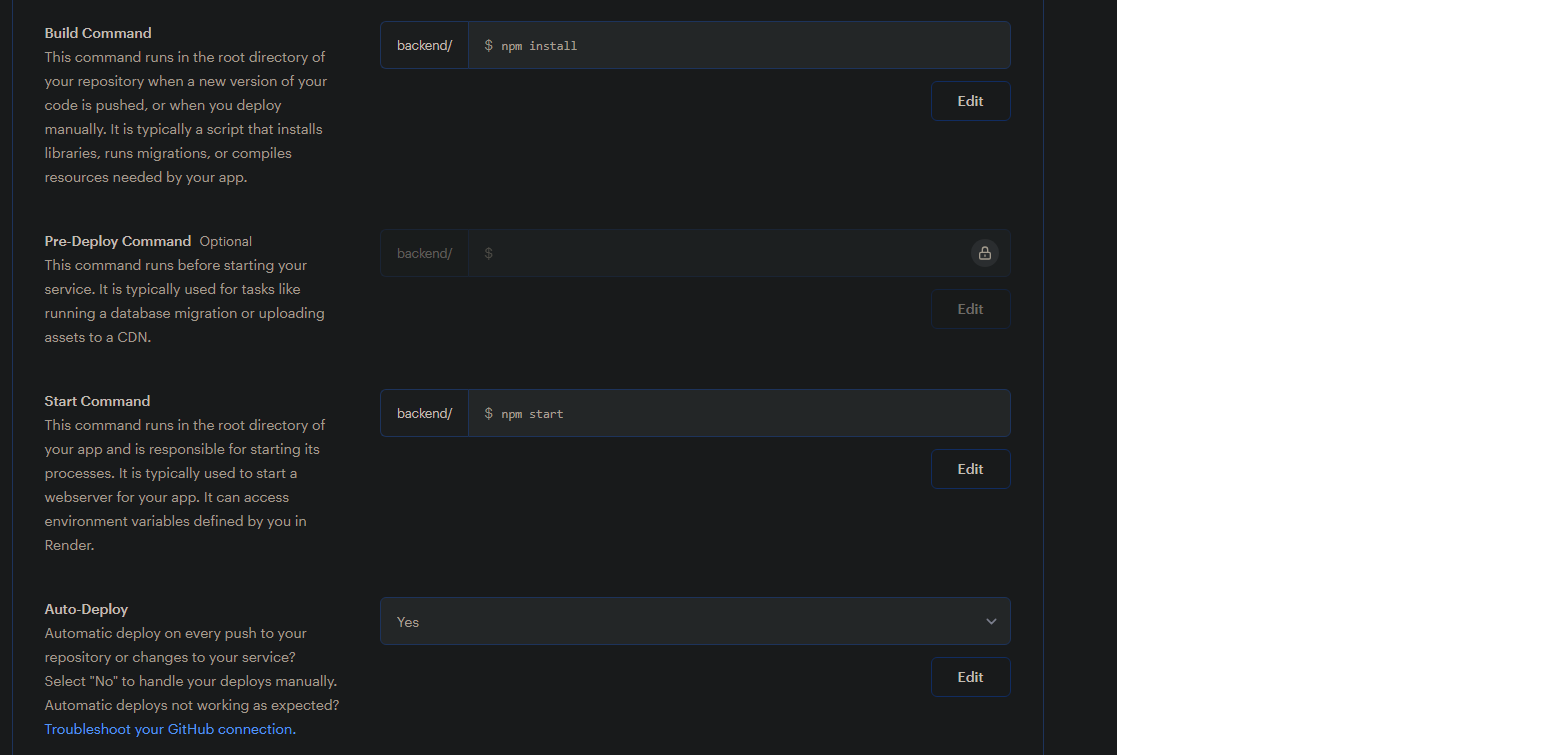 Build Command
This command runs in the root directory of
your repository when a new version of your
code is pushed, or when you deploy
manually. It is typically a script that installs
libraries, runs migrations, or compiles
resources needed by your app.
backend/ $ npm install
Edit
Pre-Deploy Command Optional
This command runs before starting your
service. It is typically used for tasks like
running a database migration or uploading
assets to a CDN.
backend/ $
Edit
Start Command
This command runs in the root directory of
your app and is responsible for starting its
processes. It is typically used to start a
webserver for your app. It can access
environment variables defined by you in
Render.
backend/ $ npm start
Edit
Auto-Deploy
Automatic deploy on every push to your
repository or changes to your service?
Select "No" to handle your deploys manually.
Automatic deploys not working as expected?
Troubleshoot your GitHub connection.
Yes
Edit